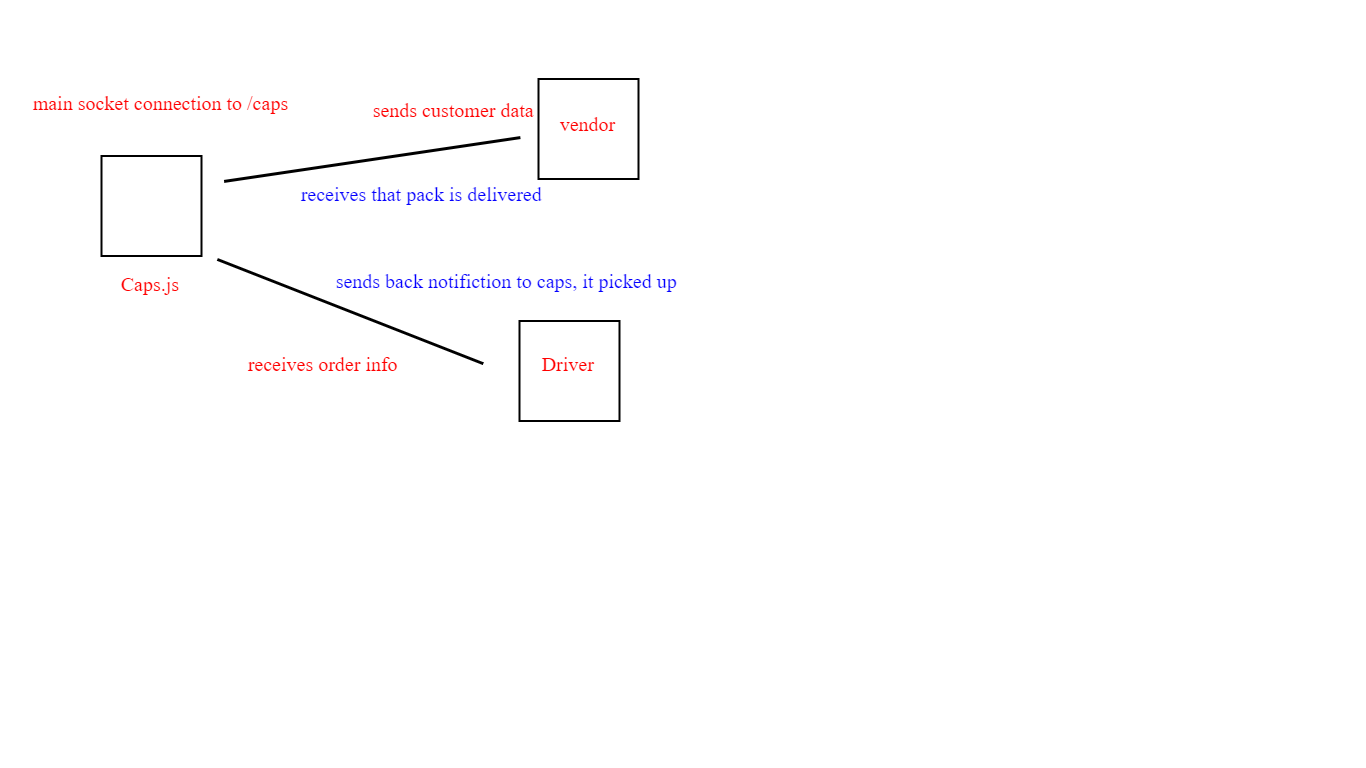 main socket connection to /caps
sends customer data
vendor
receives that pack is delivered
Caps.js
sends back notifiction to caps, it picked up
receives order info
Driver